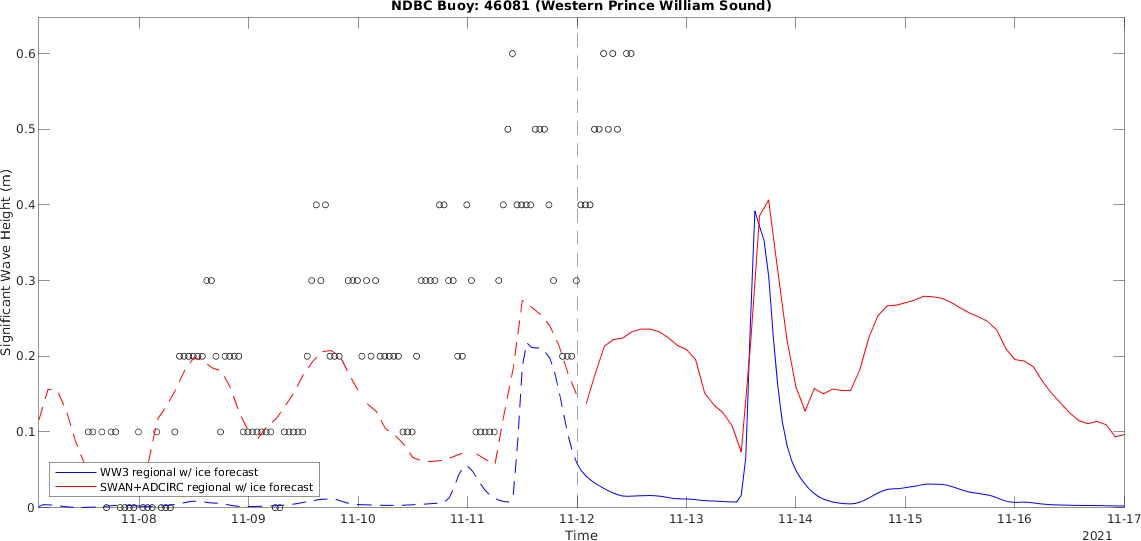 NDBC Buoy: 46081 (Western Prince William Sound)
Significant Wave Height (m)
0.6
0.5
0.4
0.3
0.2
0.1
0
WW3 regional w/ ice forecast
SWAN+ADCIRC regional w/ ice forecast
11-08 11-09 11-10 11-11 11-12 11-13 11-14 11-15 11-16 11-17
Time
2021